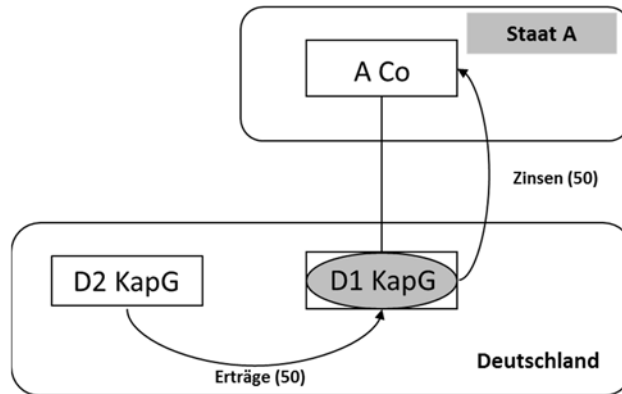 Staat A
A Co
Zinsen (50)
D2 KapG
D1 KapG
Erträge (50)
Deutschland